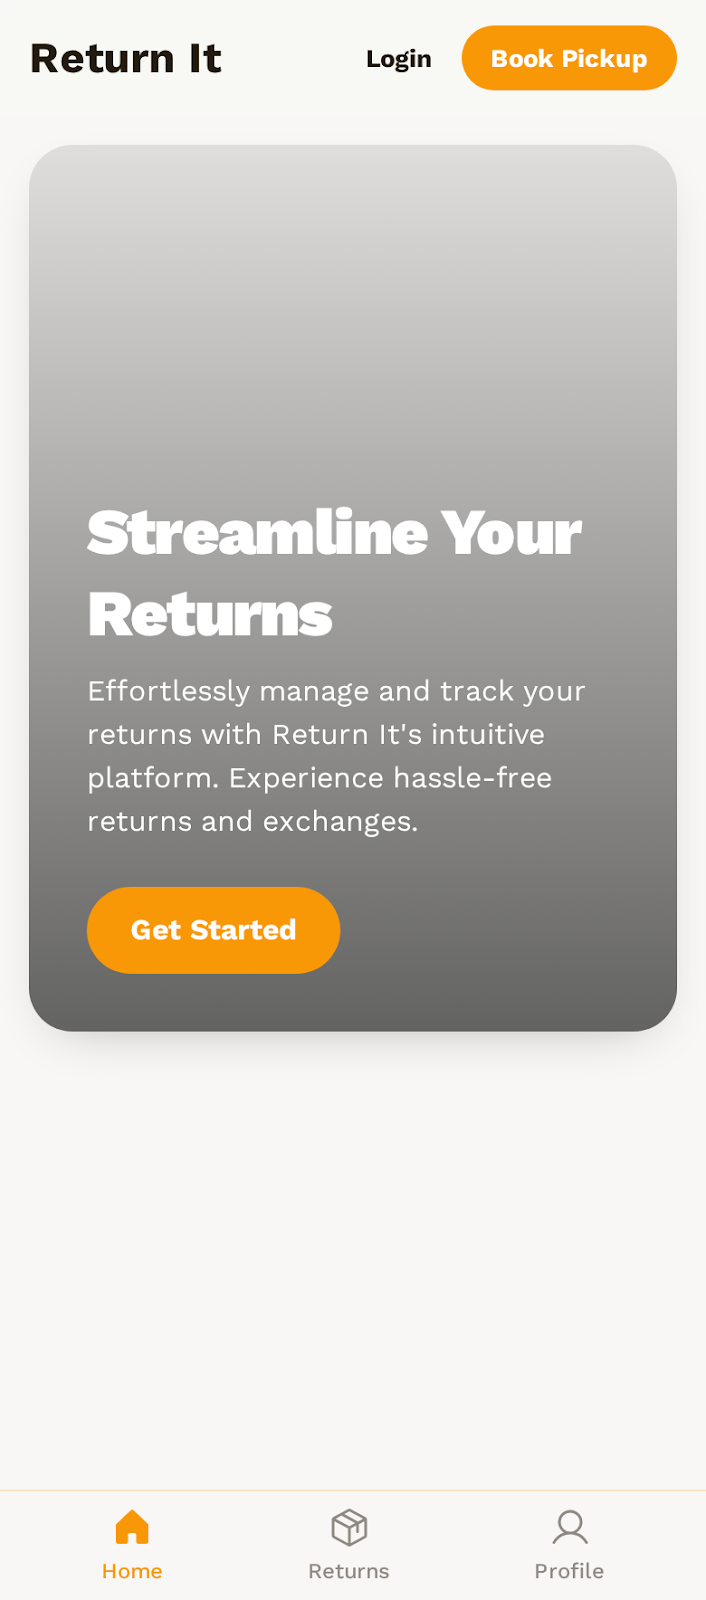 Return It
Login
Book Pickup
Streamline Your
Returns
Effortlessly manage and track your
returns with Return It's intuitive
platform. Experience hassle-free
returns and exchanges.
Get Started
Home
Returns
Profile